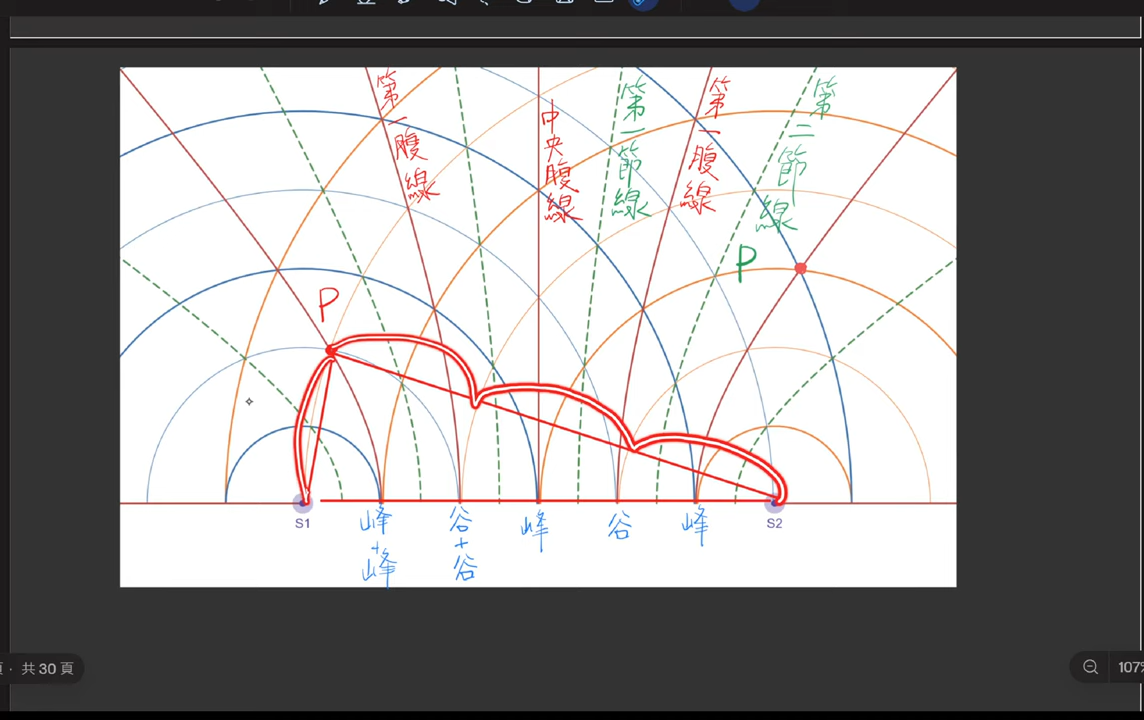 第一腹線
中央腹線
第一節線
第一腹線
第二節線
P
P
S1
峰+峰
谷+谷
峰
谷
峰
S2
頁· 共 30 頁
107%